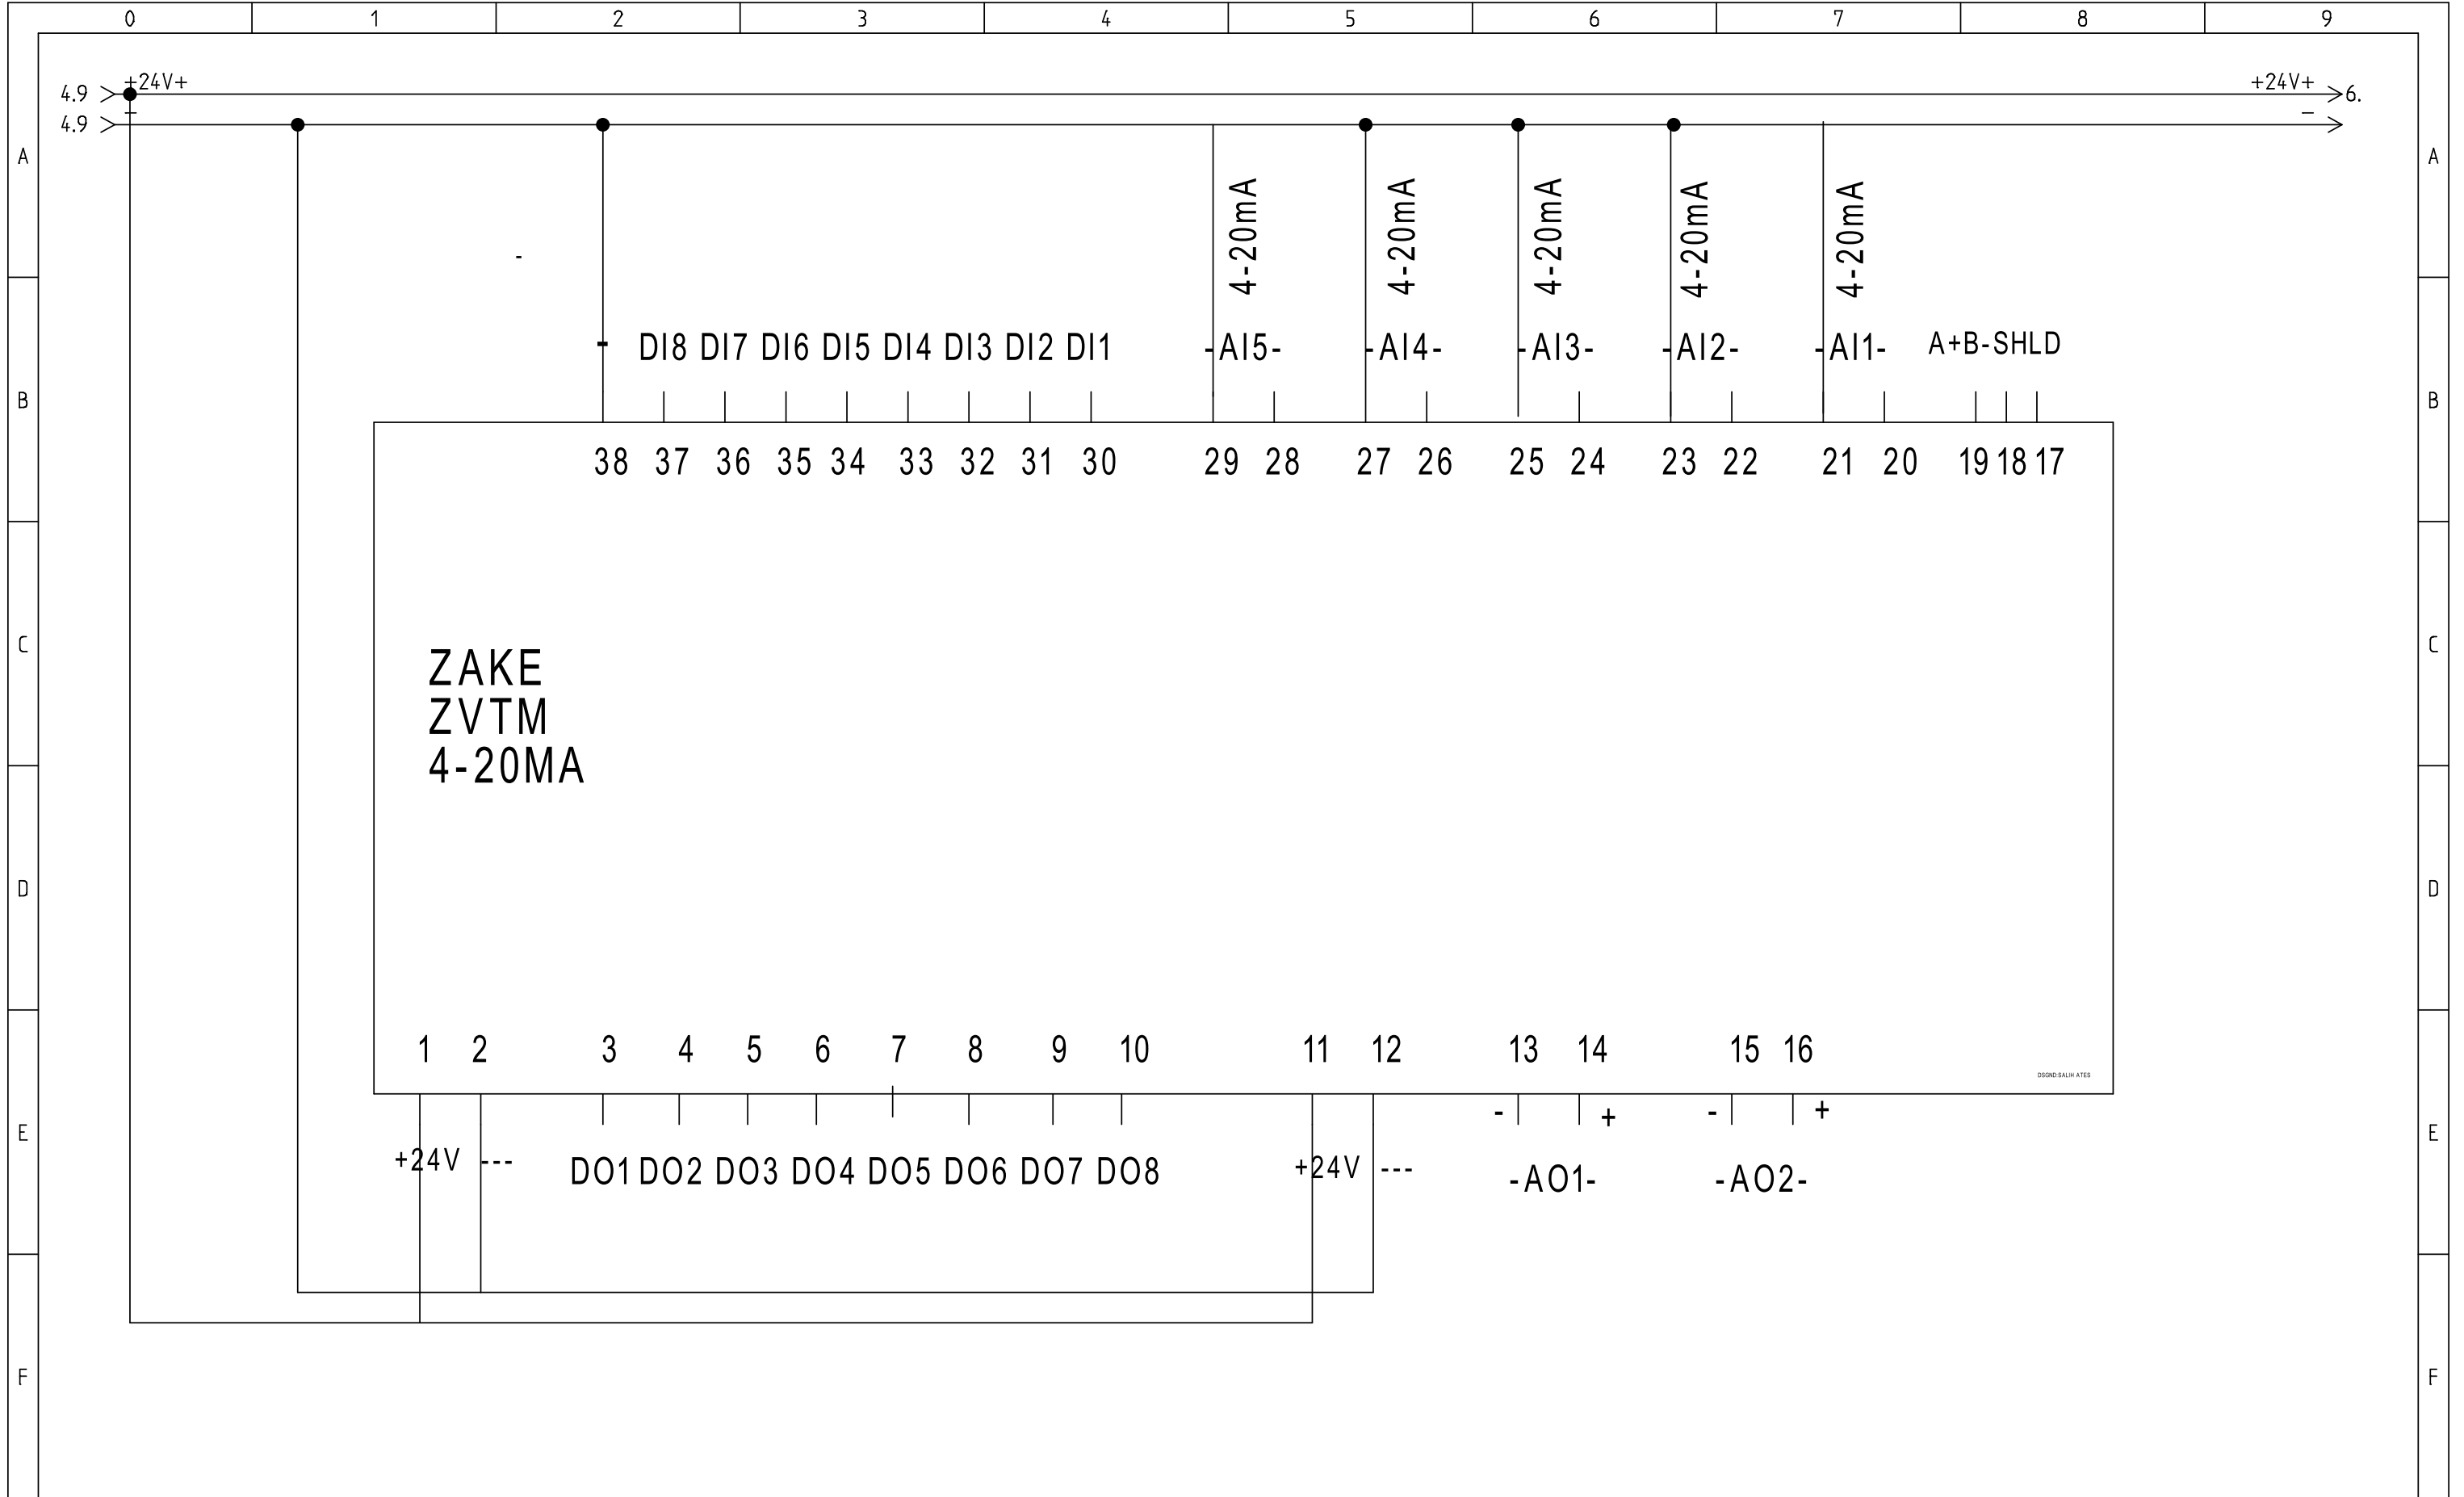 0 1 2 3 4 5 6 7 8 9
+24V+ +24V+
4.9 6.
4.9
A A
4-20mA 4-20mA 4-20mA 4-20mA 4-20mA
- DI8 DI7 DI6 DI5 DI4 DI3 DI2 DI1 -AI5- -AI4- -AI3- -AI2- -AI1- A+B-SHLD
B B
38 37 36 35 34 33 32 31 30 29 28 27 26 25 24 23 22 21 20 19 18 17
C C
ZAKE
ZVTM
4-20MA
D D
1 2 3 4 5 6 7 8 9 10 11 12 13 14 15 16
DSGND:SALIH ATES
- + - +
E E
+24V --- DO1 DO2 DO3 DO4 DO5 DO6 DO7 DO8 +24V --- -AO1- -AO2-
F F